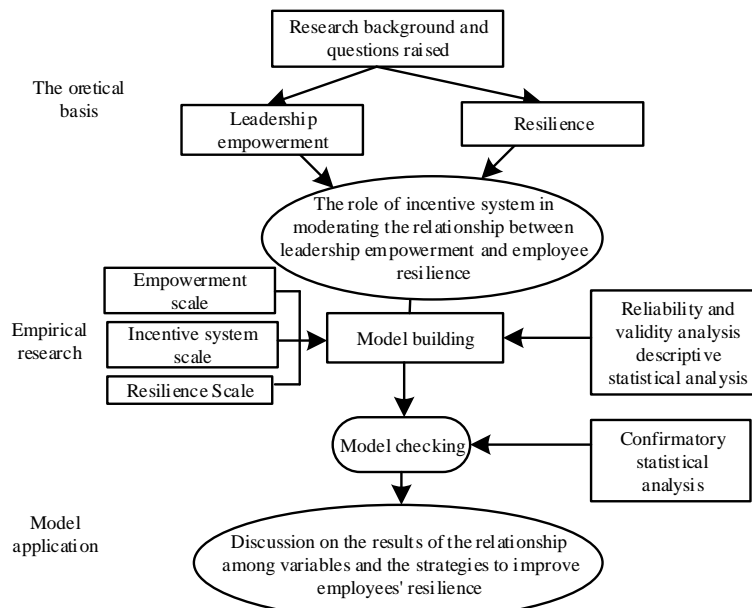 Research background and
questions raised
The oretical
basis
Leadership
empowerment
Resilience
The role of incentive system in
moderating the relationship between
leadership empowerment and employee
resilience
Empowerment
scale
Incentive system
scale
Resilience Scale
Empirical
research
Model building
Reliability and
validity analysis
descriptive
statistical analysis
Model checking
Confirmatory
statistical
analysis
Model
application
Discussion on the results of the relationship
among variables and the strategies to improve
employees' resilience